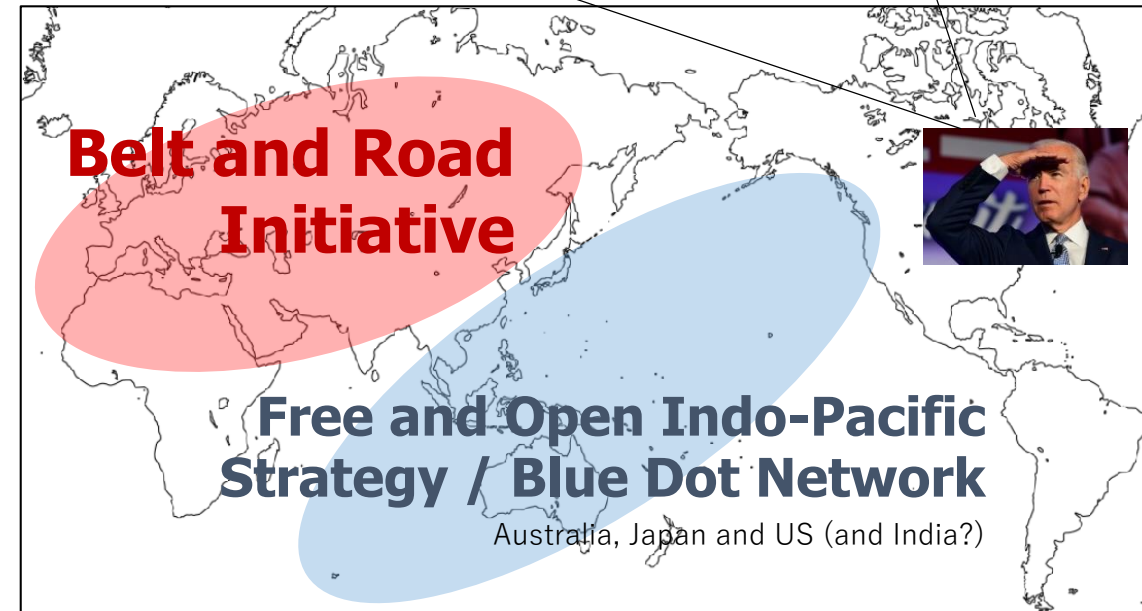 Belt and Road
Initiative
Free and Open Indo-Pacific
Strategy / Blue Dot Network
Australia, Japan and US (and India?)